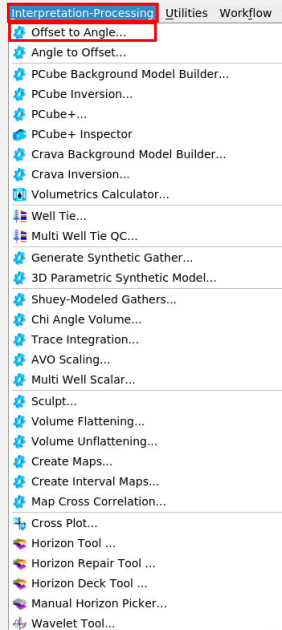 Interpretation-Processing Utilities Workflow
Offset to Angle...
Angle to Offset...
PCube Background Model Builder...
PCube Inversion...
PCube+...
PCube+ Inspector
Crava Background Model Builder...
Crava Inversion...
Volumetrics Calculator...
Well Tie...
Multi Well Tie QC...
Generate Synthetic Gather...
3D Parametric Synthetic Model...
Shuey-Modeled Gathers...
Chi Angle Volume...
Trace Integration...
AVO Scaling...
Multi Well Scalar...
Sculpt...
Volume Flattening...
Volume Unflattening...
Create Maps...
Create Interval Maps...
Map Cross Correlation...
Cross Plot...
Horizon Tool ...
Horizon Repair Tool ...
Horizon Deck Tool ...
Manual Horizon Picker...
Wavelet Tool...